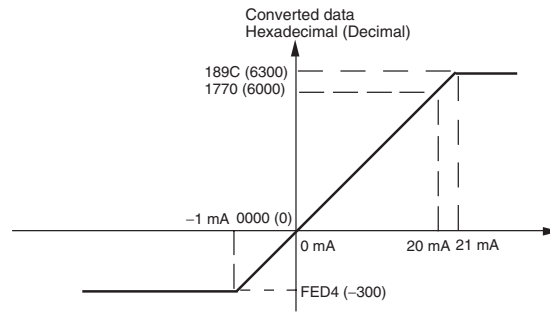 Converted data
Hexadecimal (Decimal)
189C (6300)
1770 (6000)
−1 mA 0000 (0)
0 mA
20 mA 21 mA
FED4 (−300)